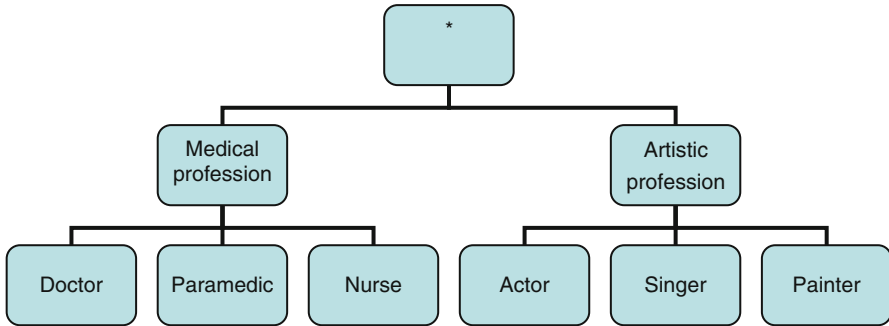 *
Medical
profession
Artistic
profession
Doctor
Paramedic
Nurse
Actor
Singer
Painter